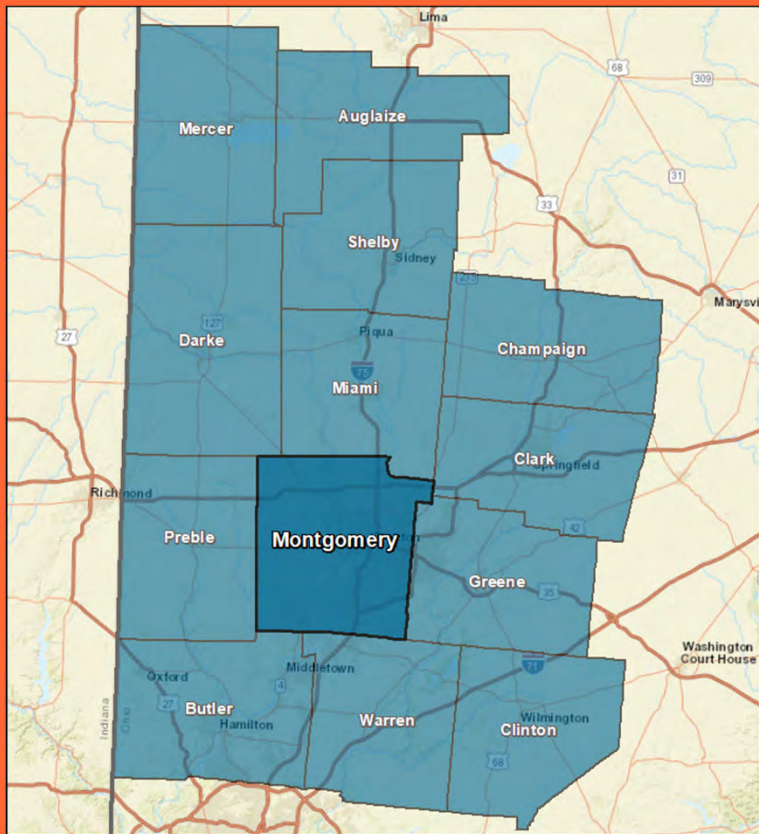 Lima
68
309
Mercer
Auglaize
31
33
Shelby
Sidney
Marysvi
127
Piqua
27
Darke
Champaign
75
Miami
Clark
Springfield
Richmond
42
Preble
Montgomery
Greene
35
Washington
Court House
Middletown
71
Oxford
4
27
Butler
Hamilton
Warren
Wilmington
Clinton
68
Indiana
Ohio